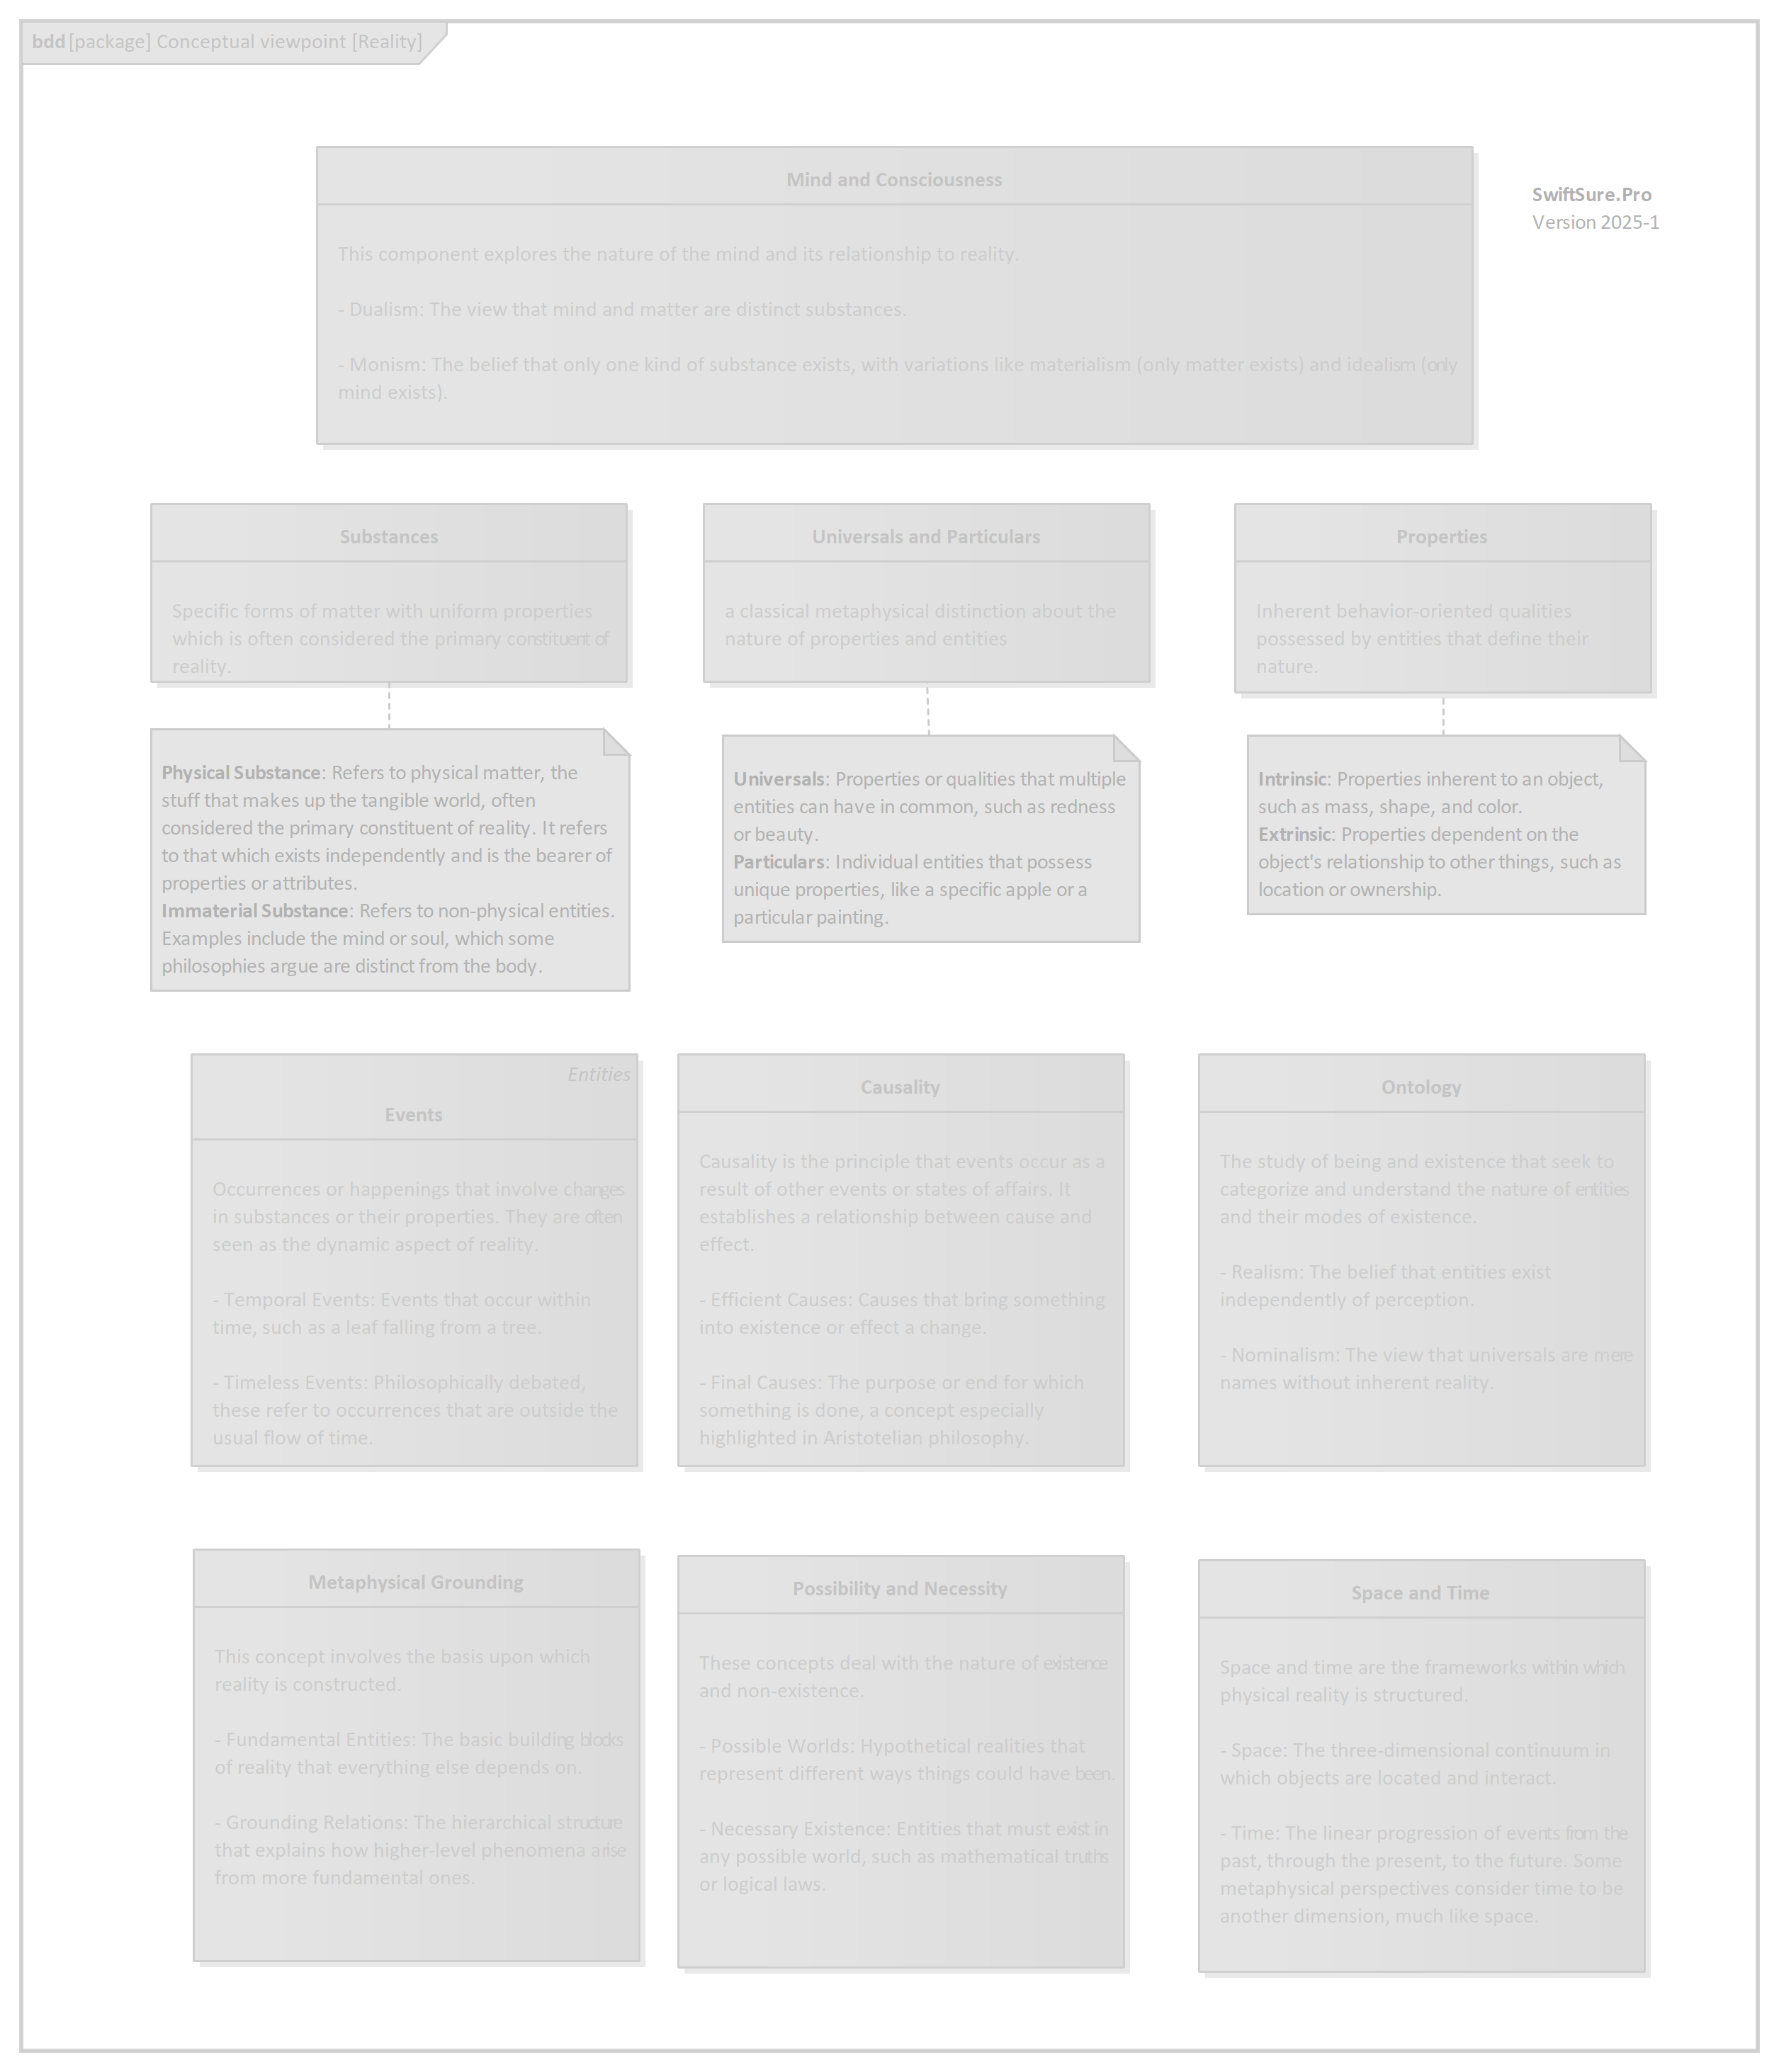 bdd [package] Conceptual viewpoint [Reality]
Mind and Consciousness
This component explores the nature of the mind and its relationship to reality.
- Dualism: The view that mind and matter are distinct substances.
- Monism: The belief that only one kind of substance exists, with variations like materialism (only matter exists) and idealism (only
mind exists).
SwiftSure.Pro
Version 2025-1
Substances
Specific forms of matter with uniform properties
which is often considered the primary constituent of
reality.
Physical Substance: Refers to physical matter, the
stuff that makes up the tangible world, often
considered the primary constituent of reality. It refers
to that which exists independently and is the bearer of
properties or attributes.
Immaterial Substance: Refers to non-physical entities.
Examples include the mind or soul, which some
philosophies argue are distinct from the body.
Universals and Particulars
a classical metaphysical distinction about the
nature of properties and entities
Universals: Properties or qualities that multiple
entities can have in common, such as redness
or beauty.
Particulars: Individual entities that possess
unique properties, like a specific apple or a
particular painting.
Properties
Inherent behavior-oriented qualities
possessed by entities that define their
nature.
Intrinsic: Properties inherent to an object,
such as mass, shape, and color.
Extrinsic: Properties dependent on the
object's relationship to other things, such as
location or ownership.
Entities
Events
Occurrences or happenings that involve changes
in substances or their properties. They are often
seen as the dynamic aspect of reality.
- Temporal Events: Events that occur within
time, such as a leaf falling from a tree.
- Timeless Events: Philosophically debated,
these refer to occurrences that are outside the
usual flow of time.
Causality
Causality is the principle that events occur as a
result of other events or states of affairs. It
establishes a relationship between cause and
effect.
- Efficient Causes: Causes that bring something
into existence or effect a change.
- Final Causes: The purpose or end for which
something is done, a concept especially
highlighted in Aristotelian philosophy.
Ontology
The study of being and existence that seek to
categorize and understand the nature of entities
and their modes of existence.
- Realism: The belief that entities exist
independently of perception.
- Nominalism: The view that universals are mere
names without inherent reality.
Metaphysical Grounding
This concept involves the basis upon which
reality is constructed.
- Fundamental Entities: The basic building blocks
of reality that everything else depends on.
- Grounding Relations: The hierarchical structure
that explains how higher-level phenomena arise
from more fundamental ones.
Possibility and Necessity
These concepts deal with the nature of existence
and non-existence.
- Possible Worlds: Hypothetical realities that
represent different ways things could have been.
- Necessary Existence: Entities that must exist in
any possible world, such as mathematical truths
or logical laws.
Space and Time
Space and time are the frameworks within which
physical reality is structured.
- Space: The three-dimensional continuum in
which objects are located and interact.
- Time: The linear progression of events from the
past, through the present, to the future. Some
metaphysical perspectives consider time to be
another dimension, much like space.